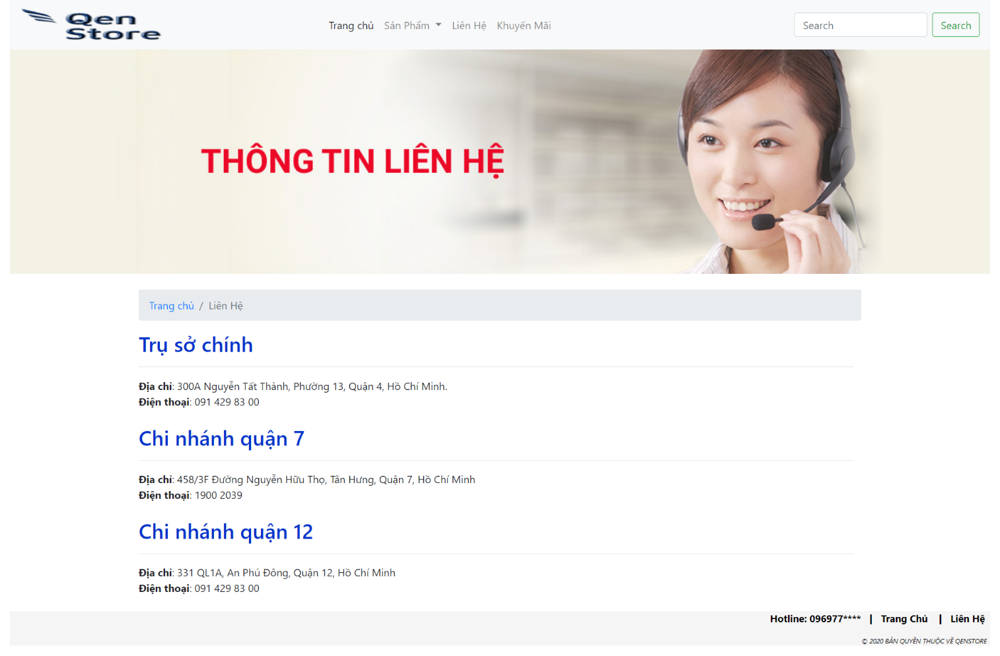 Qen
Store
Trang chủ Sản Phẩm Liên Hệ Khuyến Mãi
Search Search
THÔNG TIN LIÊN HỆ
Trang chủ / Liên Hệ
Trụ sở chính
Địa chỉ: 300A Nguyễn Tất Thành, Phường 13, Quận 4, Hồ Chí Minh.
Điện thoại: 091 429 83 00
Chi nhánh quận 7
Địa chỉ: 458/3F Đường Nguyễn Hữu Thọ, Tân Hưng, Quận 7, Hồ Chí Minh
Điện thoại: 1900 2039
Chi nhánh quận 12
Địa chỉ: 331 QL1A, An Phú Đông, Quận 12, Hồ Chí Minh
Điện thoại: 091 429 83 00
Hotline: 096977**** | Trang Chủ | Liên Hệ
© 2020 BẢN QUYỀN THUỘC VỀ QENSTORE